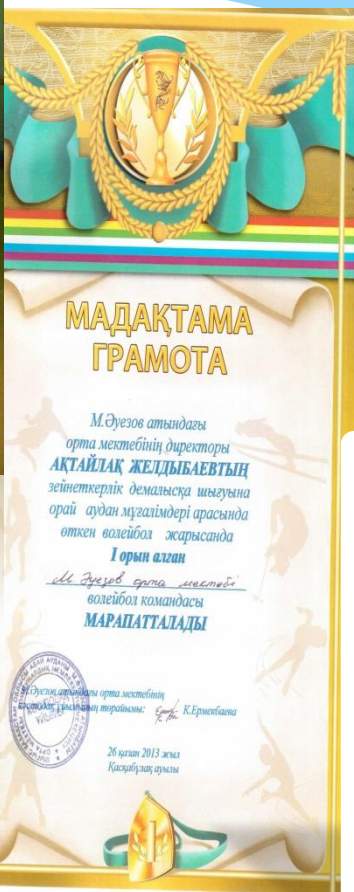 МАДАҚТАМА
ГРАМОТА
М.Әуезов атындағы
орта мектебінің директоры
АҚТАЙЛАҚ ЖЕЛДЫБАЕВТЫҢ
зейнеткерлік демалысқа шығуына
орай аудан мұғалімдері арасында
өткен волейбол жарысанда
І орын алған
М Әуезов орта мектебі
волейбол командасы
МАРАПАТТАЛАДЫ
М.Әуезов атындағы орта мектебінің
кәсіподақ ұйымының төрайымы: К.Ермекбаева
26 қазан 2013 жыл
Қасқабұлақ ауылы